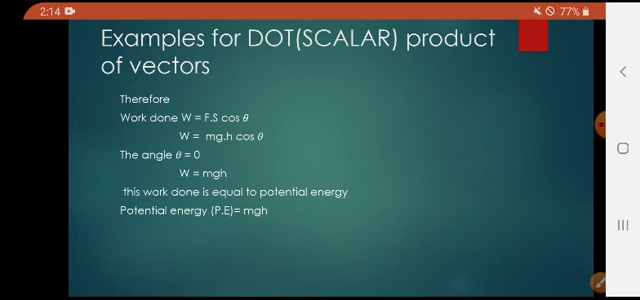 2:14
77%
Examples for DOT(SCALAR) product
of vectors
Therefore
Work done W = F.S cos θ
W = mg.h cos θ
The angle θ = 0
W = mgh
this work done is equal to potential energy
Potential energy (P.E)= mgh